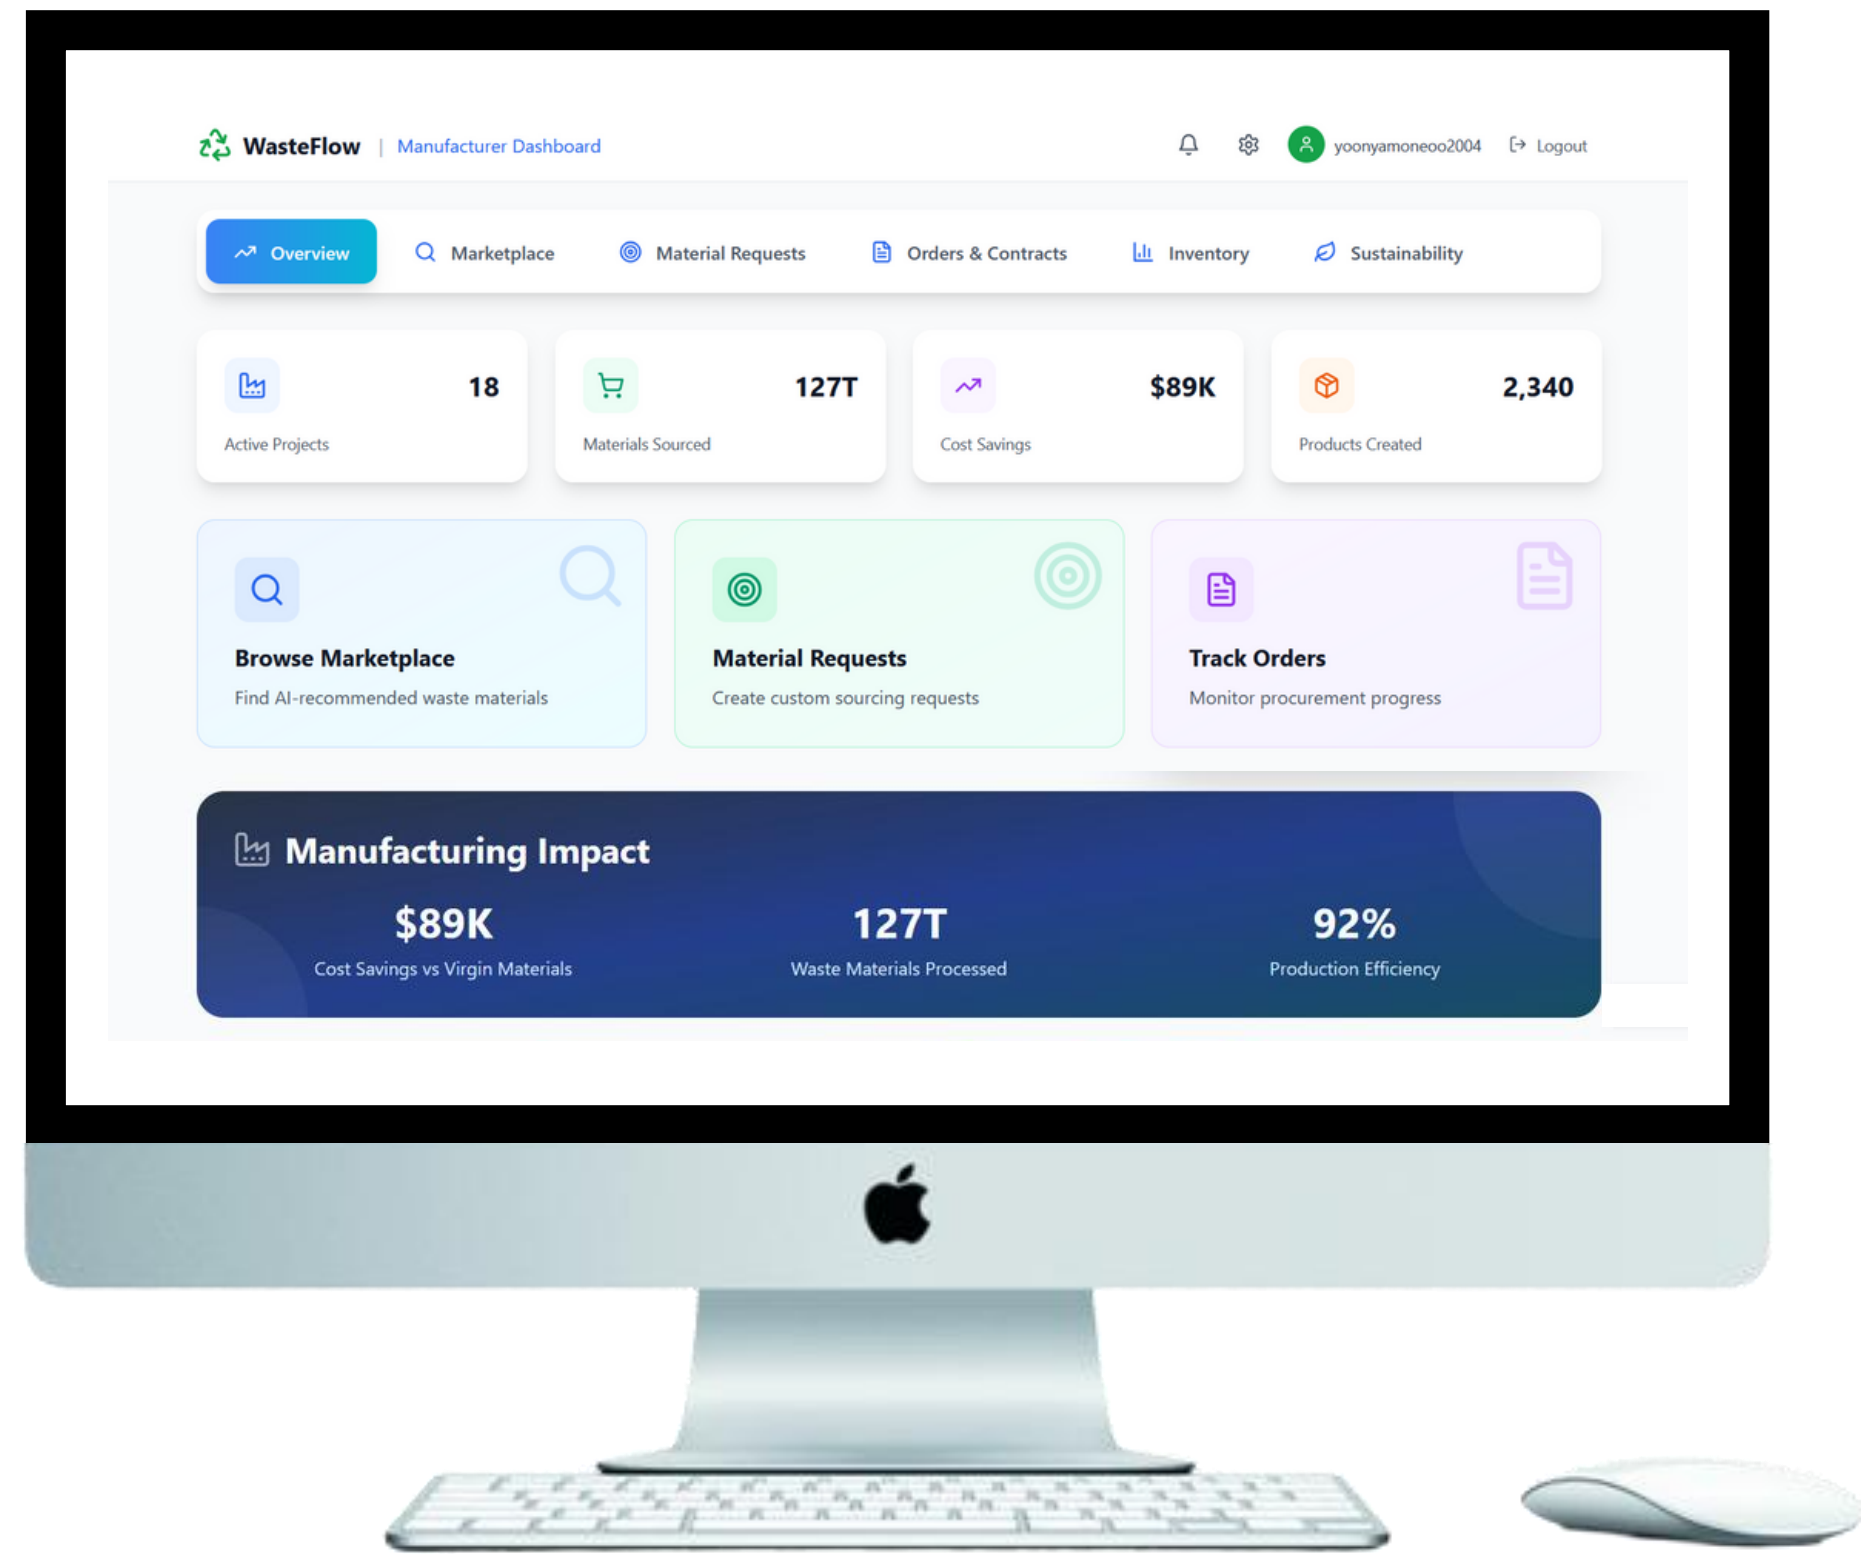 WasteFlow | Manufacturer Dashboard
yoonyamoneoo2004
Logout
Overview
Marketplace
Material Requests
Orders & Contracts
Inventory
Sustainability
18
Active Projects
127T
Materials Sourced
$89K
Cost Savings
2,340
Products Created
Browse Marketplace
Find AI-recommended waste materials
Material Requests
Create custom sourcing requests
Track Orders
Monitor procurement progress
Manufacturing Impact
$89K
Cost Savings vs Virgin Materials
127T
Waste Materials Processed
92%
Production Efficiency